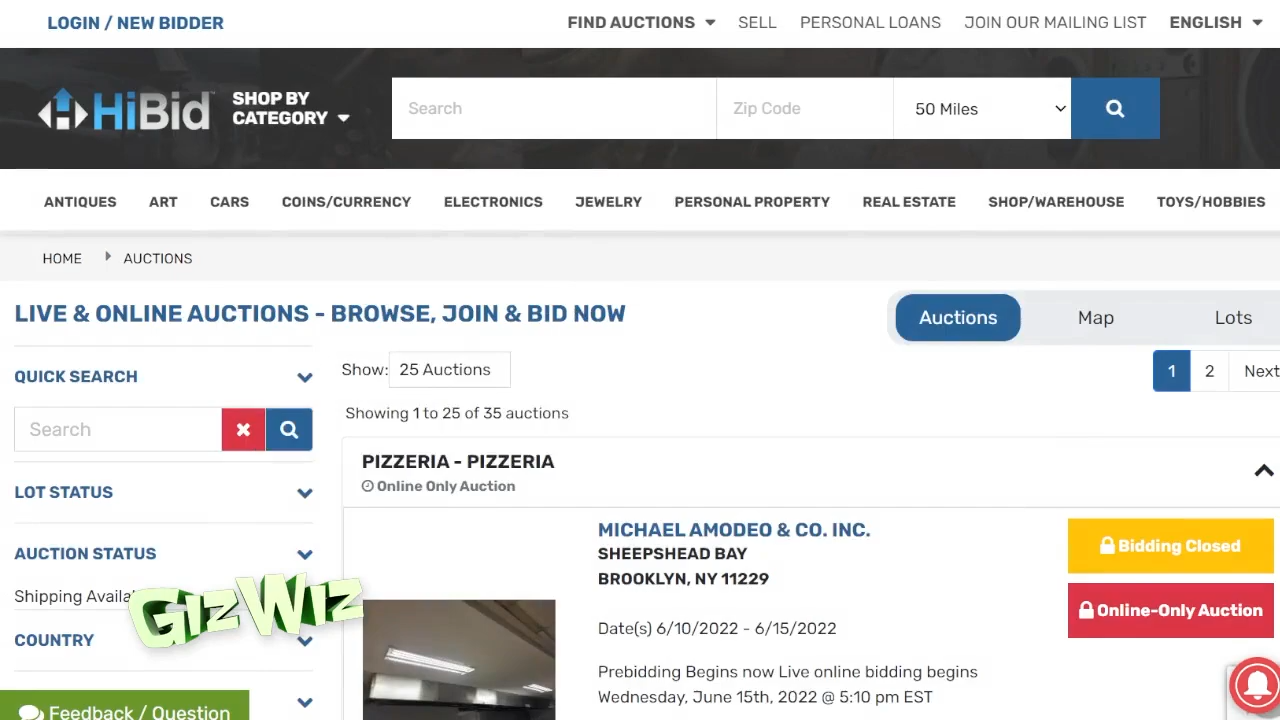 LOGIN / NEW BIDDER
FIND AUCTIONS
SELL
PERSONAL LOANS
JOIN OUR MAILING LIST
ENGLISH
HiBid
SHOP BY
CATEGORY
Search
Zip Code
50 Miles
ANTIQUES
ART
CARS
COINS/CURRENCY
ELECTRONICS
JEWELRY
PERSONAL PROPERTY
REAL ESTATE
SHOP/WAREHOUSE
TOYS/HOBBIES
HOME
AUCTIONS
LIVE & ONLINE AUCTIONS - BROWSE, JOIN & BID NOW
Auctions
Map
Lots
QUICK SEARCH
Search
LOT STATUS
AUCTION STATUS
Shipping Availa
COUNTRY
GizWiz
Feedback / Question
Show: 25 Auctions
1
2
Next
Showing 1 to 25 of 35 auctions
PIZZERIA - PIZZERIA
Online Only Auction
MICHAEL AMODEO & CO. INC.
SHEEPSHEAD BAY
BROOKLYN, NY 11229
Date(s) 6/10/2022 - 6/15/2022
Prebidding Begins now Live online bidding begins
Wednesday, June 15th, 2022 @ 5:10 pm EST
Bidding Closed
Online-Only Auction